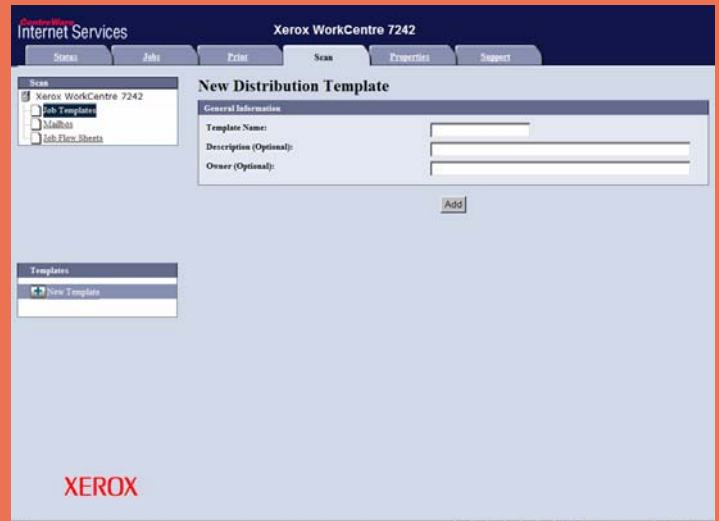 CentreWare
Internet Services
Xerox WorkCentre 7242
Status
Jobs
Print
Scan
Properties
Support
Scan
Xerox WorkCentre 7242
Job Templates
Mailbox
Job Flow Sheets
New Distribution Template
General Information
Template Name:
Description (Optional):
Owner (Optional):
Add
Templates
New Template
XEROX